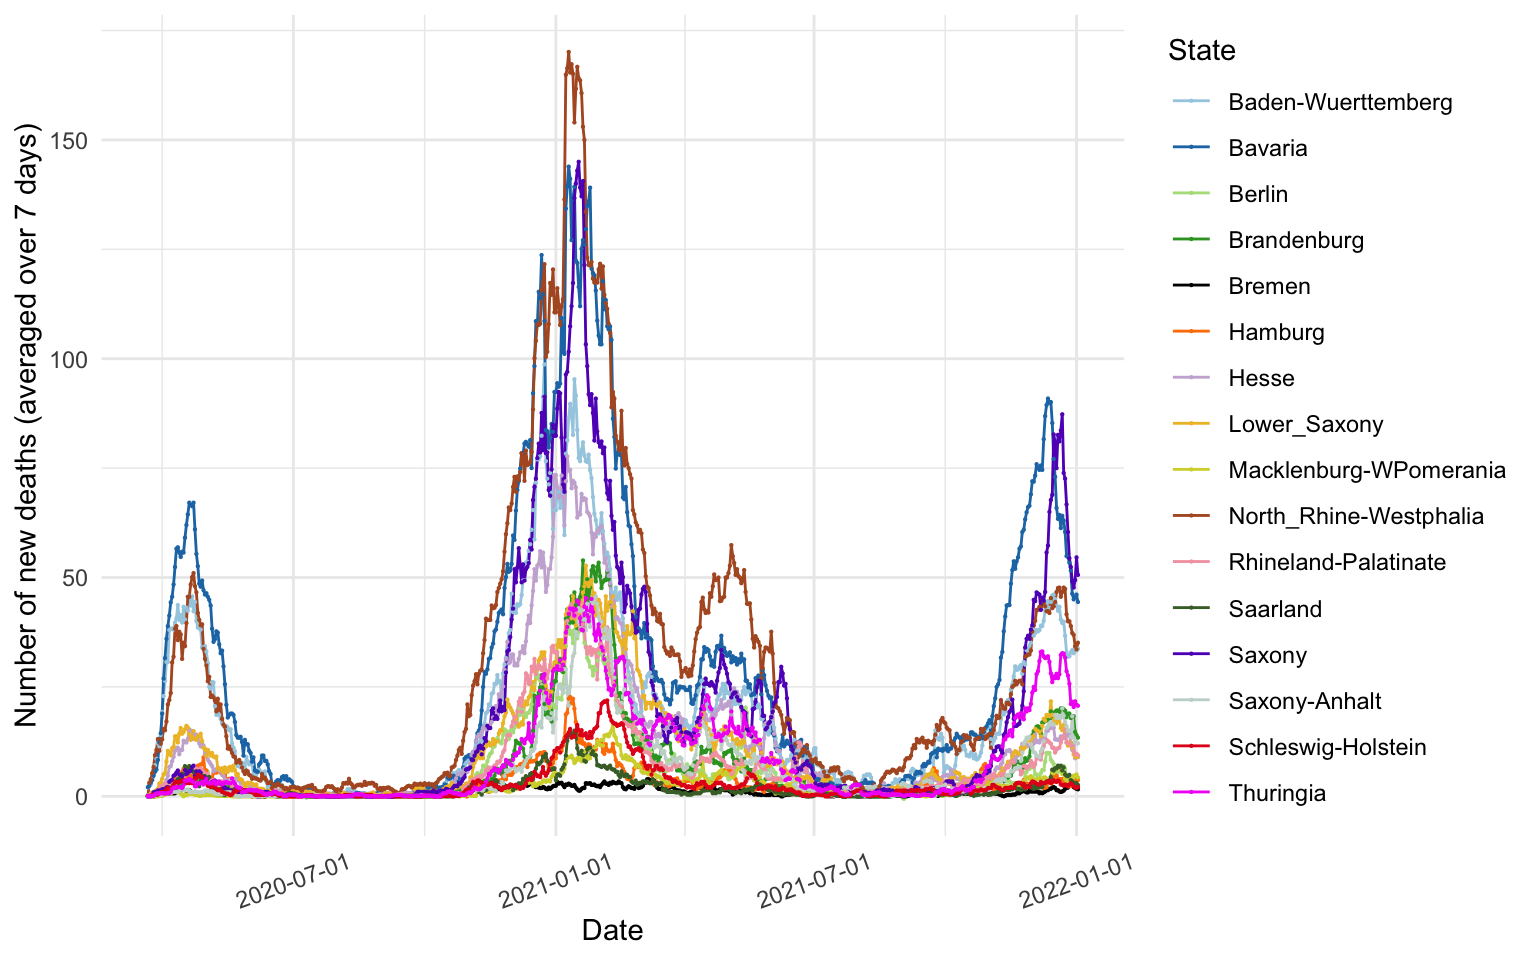 Number of new deaths (averaged over 7 days)
150
100
50
0
2020-07-01
2021-01-01
2021-07-01
2022-01-01
Date
State
Baden-Wuerttemberg
Bavaria
Berlin
Brandenburg
Bremen
Hamburg
Hesse
Lower_Saxony
Macklenburg-WPomerania
North_Rhine-Westphalia
Rhineland-Palatinate
Saarland
Saxony
Saxony-Anhalt
Schleswig-Holstein
Thuringia